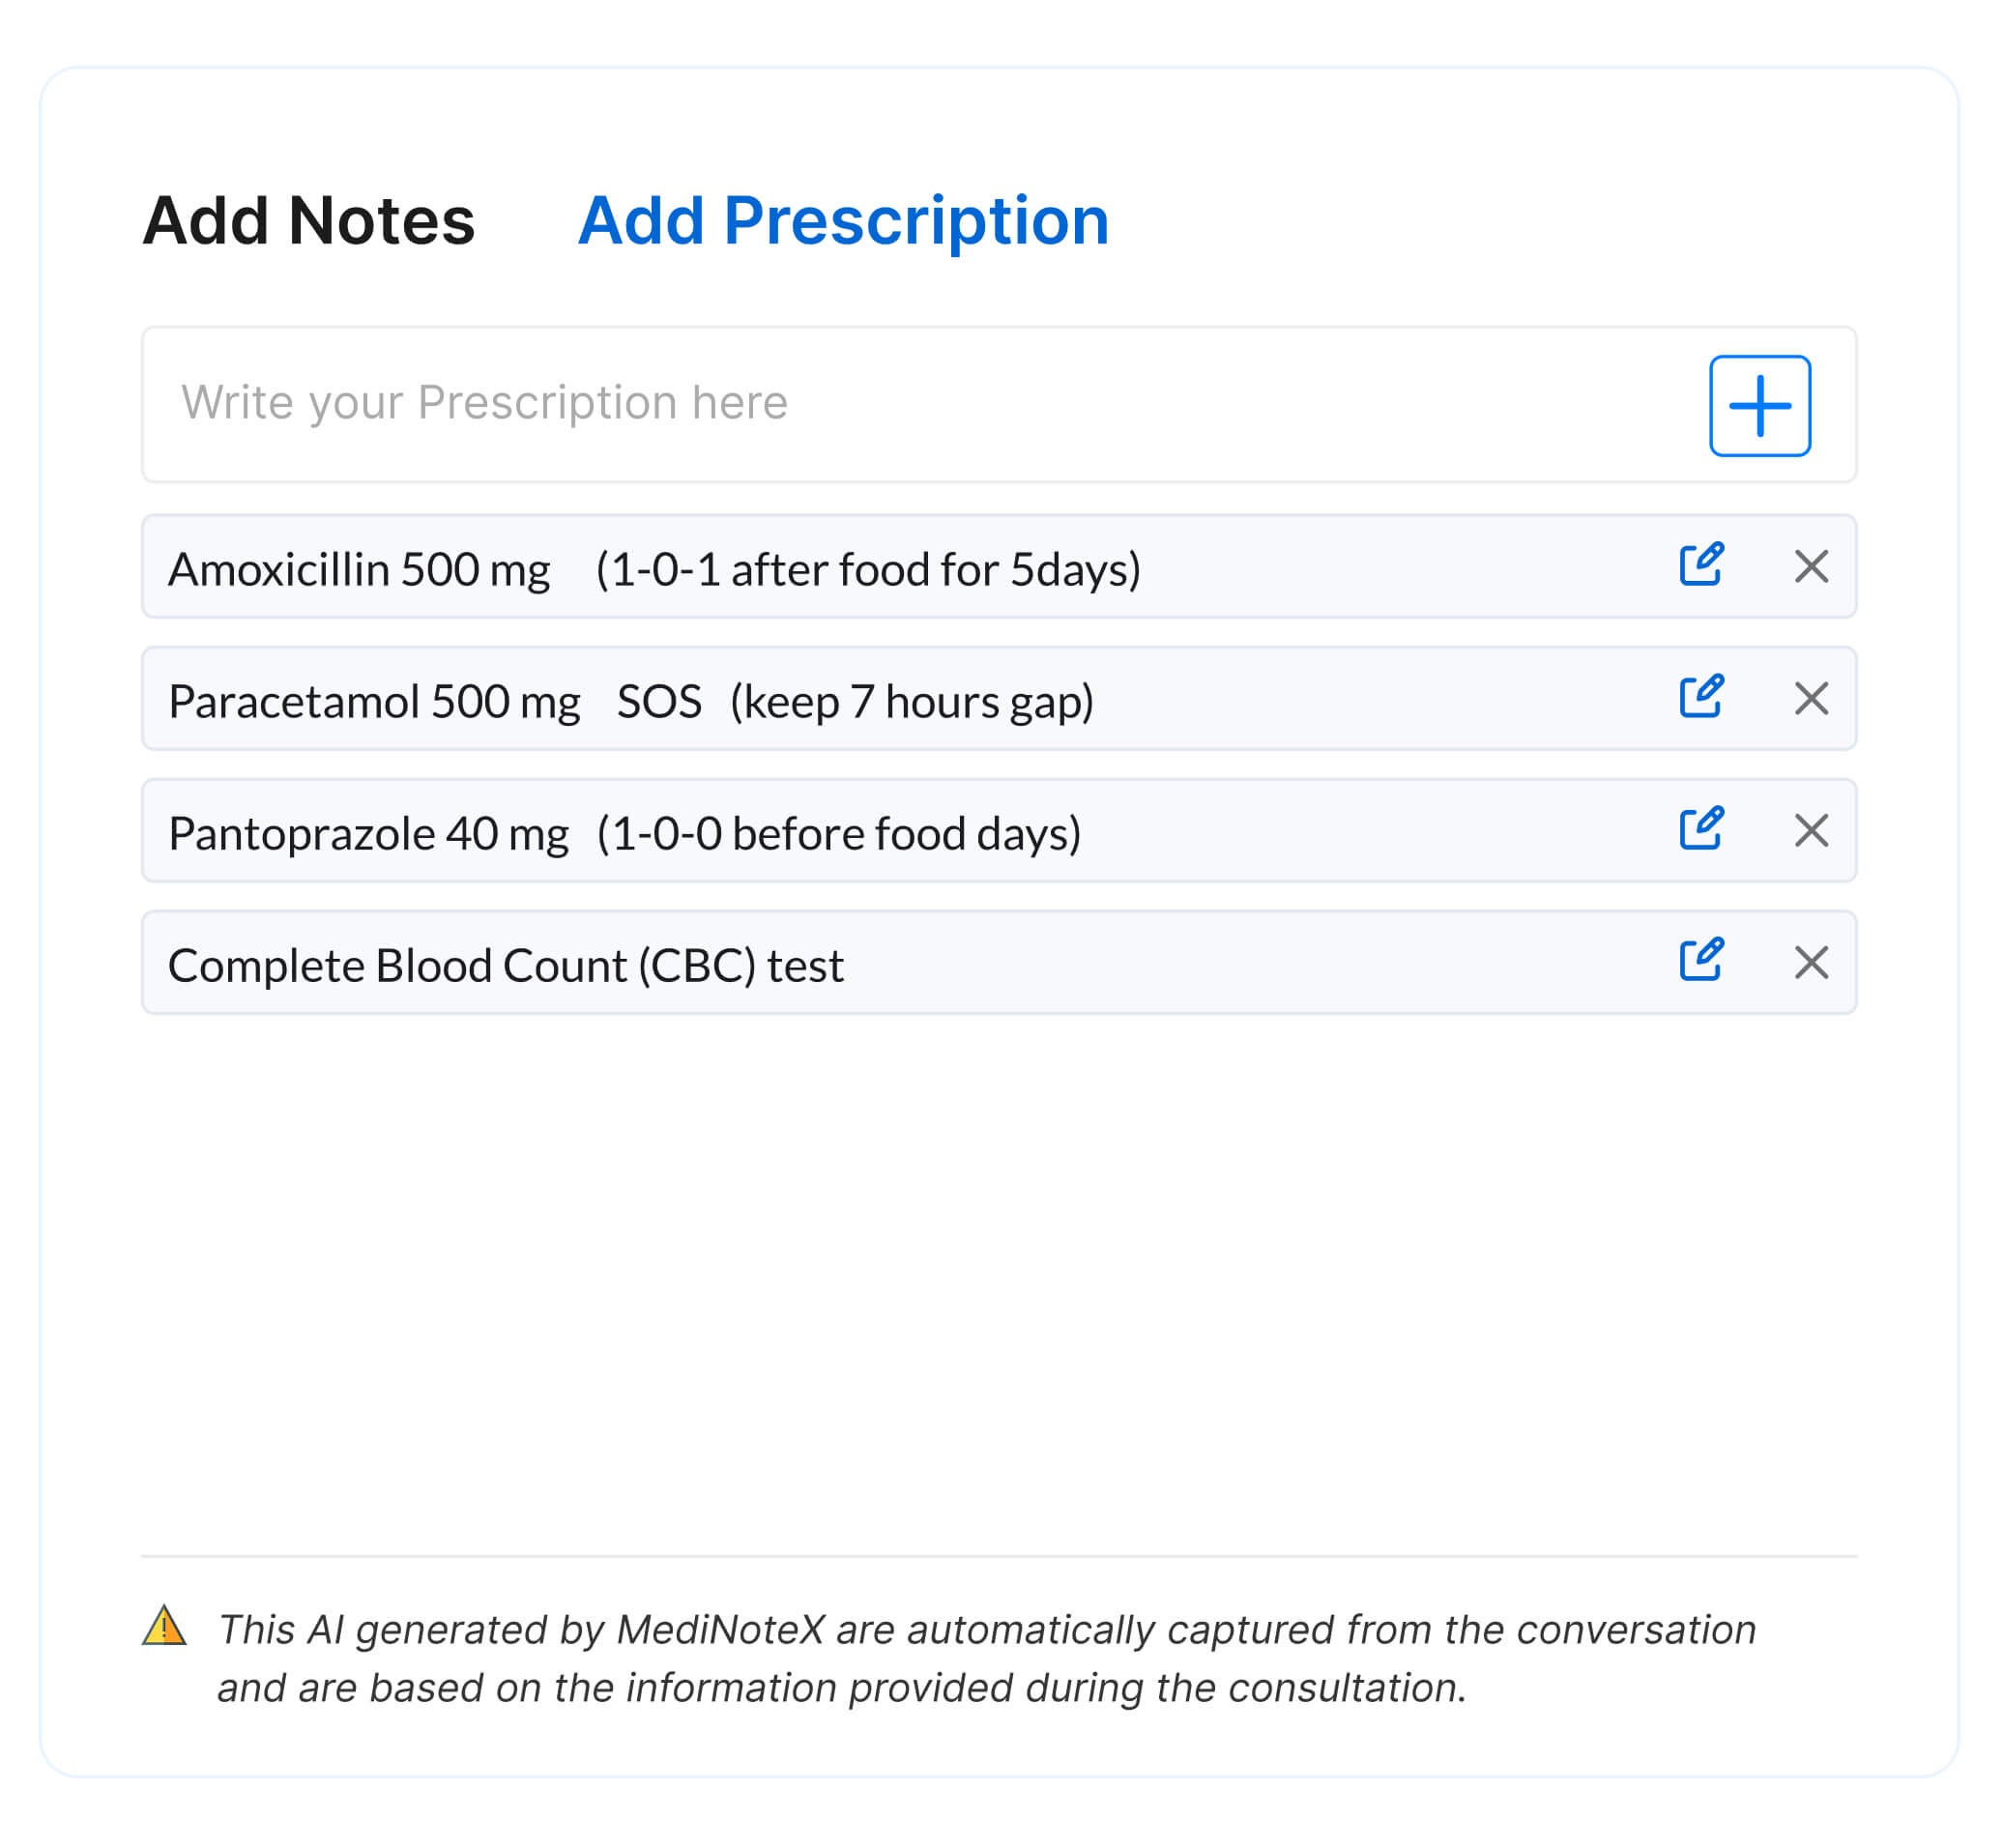 Add Notes Add Prescription
Write your Prescription here
Amoxicillin 500 mg (1-0-1 after food for 5days)
Paracetamol 500 mg SOS (keep 7 hours gap)
Pantoprazole 40 mg (1-0-0 before food days)
Complete Blood Count (CBC) test
This AI generated by MediNoteX are automatically captured from the conversation
and are based on the information provided during the consultation.